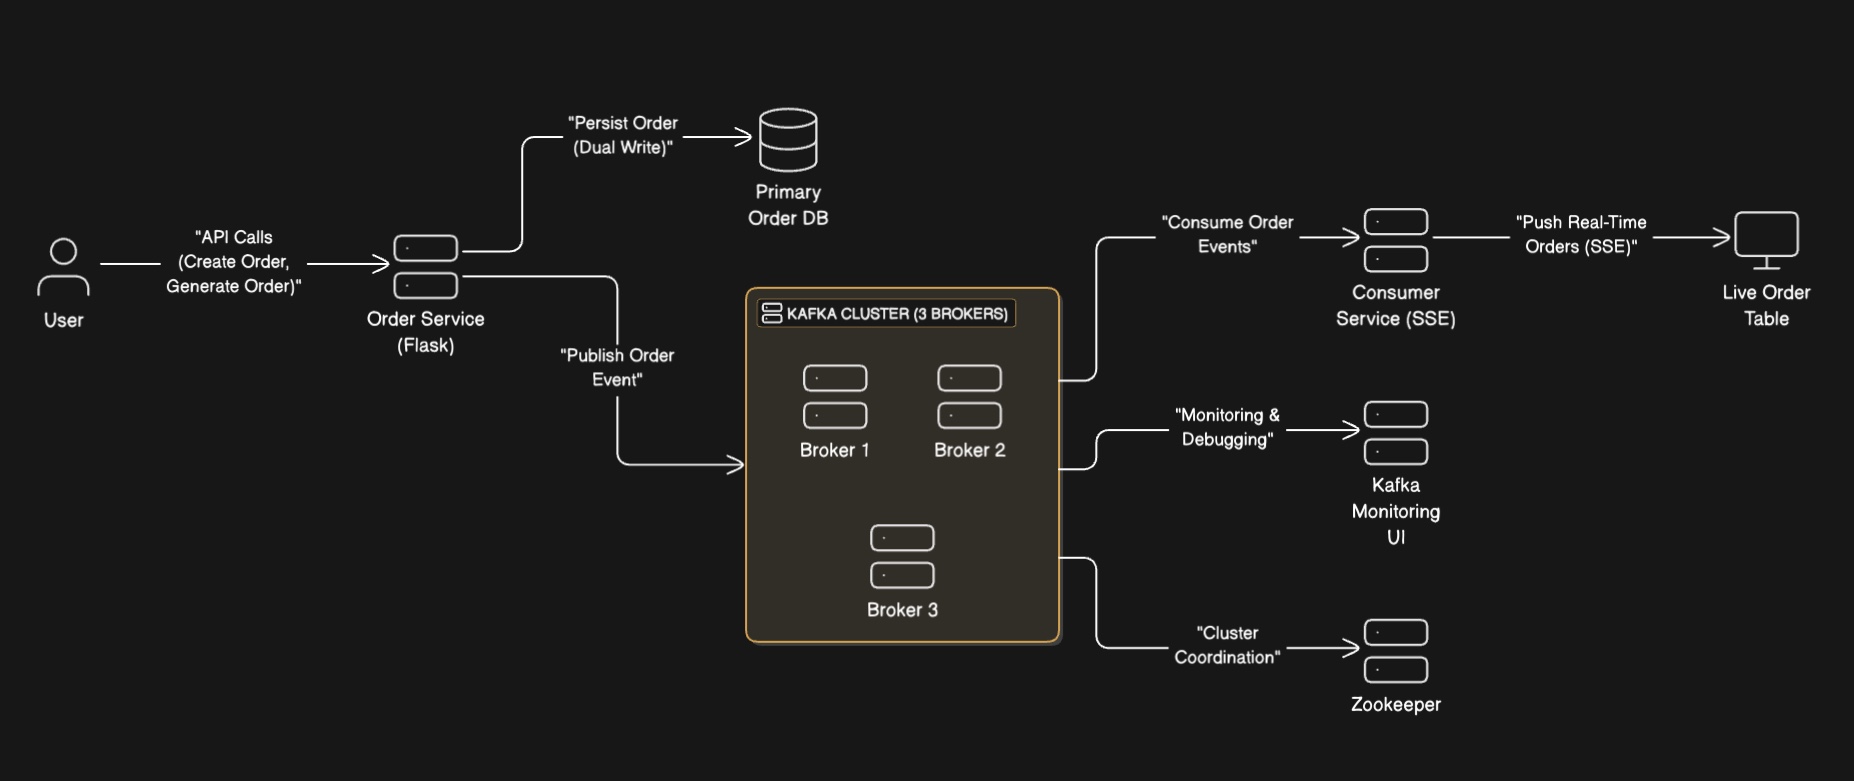 "Persist Order
(Dual Write)"
Primary
Order DB
"API Calls
(Create Order,
Generate Order)"
User
Order Service
(Flask)
"Publish Order
Event"
KAFKA CLUSTER (3 BROKERS)
Broker 1
Broker 2
Broker 3
"Consume Order
Events"
Consumer
Service (SSE)
"Push Real-Time
Orders (SSE)"
Live Order
Table
"Monitoring &
Debugging"
Kafka
Monitoring
UI
"Cluster
Coordination"
Zookeeper